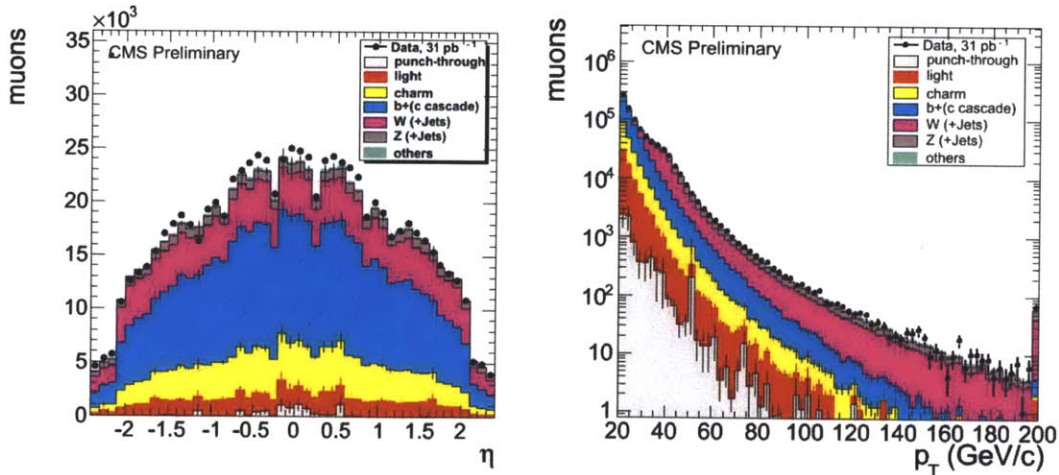 ×10³
muons
35
30
25
20
15
10
5
0
CMS Preliminary
Data, 31 pb⁻¹
punch-through
light
charm
b+(c cascade)
W (+Jets)
Z (+Jets)
others
-2 -1.5 -1 -0.5 0 0.5 1 1.5 2
η
muons
10⁶
10⁵
10⁴
10³
10²
10
1
CMS Preliminary
Data, 31 pb⁻¹
punch-through
light
charm
b+(c cascade)
W (+Jets)
Z (+Jets)
others
20 40 60 80 100 120 140 160 180 200
p_T (GeV/c)